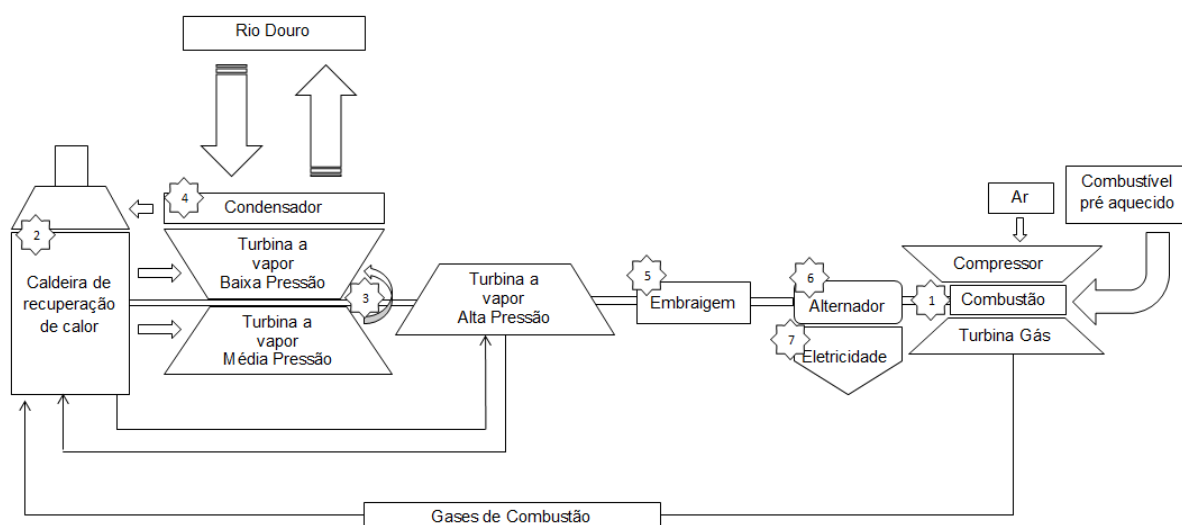 Rio Douro
4
Condensador
2
Caldeira de
recuperação
de calor
Turbina a
vapor
Baixa Pressão
3
Turbina a
vapor
Média Pressão
Turbina a
vapor
Alta Pressão
5
Embraigem
6
Alternador
7
Eletricidade
1
Combustão
Ar
Combustível
pré aquecido
Compressor
Turbina Gás
Gases de Combustão